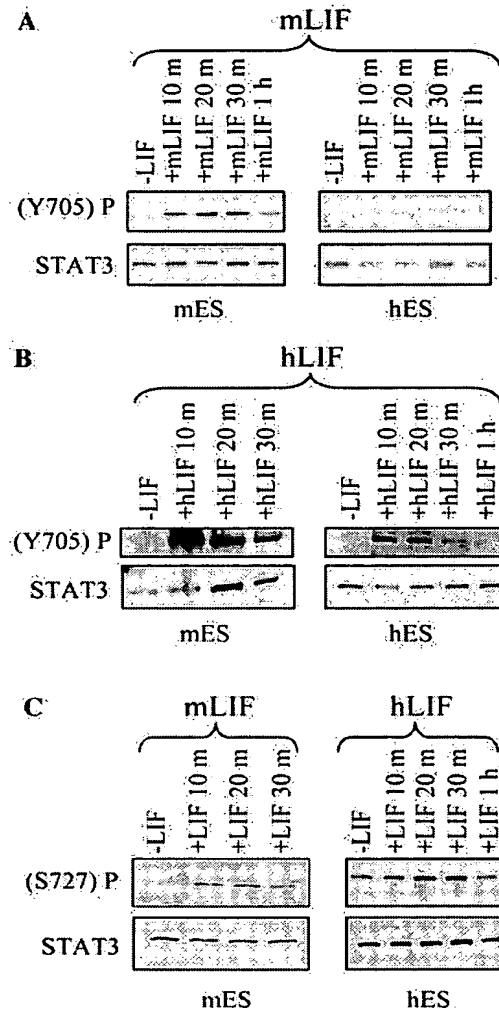 A
mLIF
-LIF
+mLIF 10 m
+mLIF 20 m
+mLIF 30 m
+mLIF 1 h
-LIF
+mLIF 10 m
+mLIF 20 m
+mLIF 30 m
+mLIF 1h
(Y705) P
STAT3
mES
hES
B
hLIF
-LIF
+hLIF 10 m
+hLIF 20 m
+hLIF 30 m
-LIF
+hLIF 10 m
+hLIF 20 m
+hLIF 30 m
+hLIF 1 h
(Y705) P
STAT3
mES
hES
C
mLIF
hLIF
-LIF
+LIF 10 m
+LIF 20 m
+LIF 30 m
-LIF
+LIF 10 m
+LIF 20 m
+LIF 30 m
+LIF 1 h
(S727) P
STAT3
mES
hES